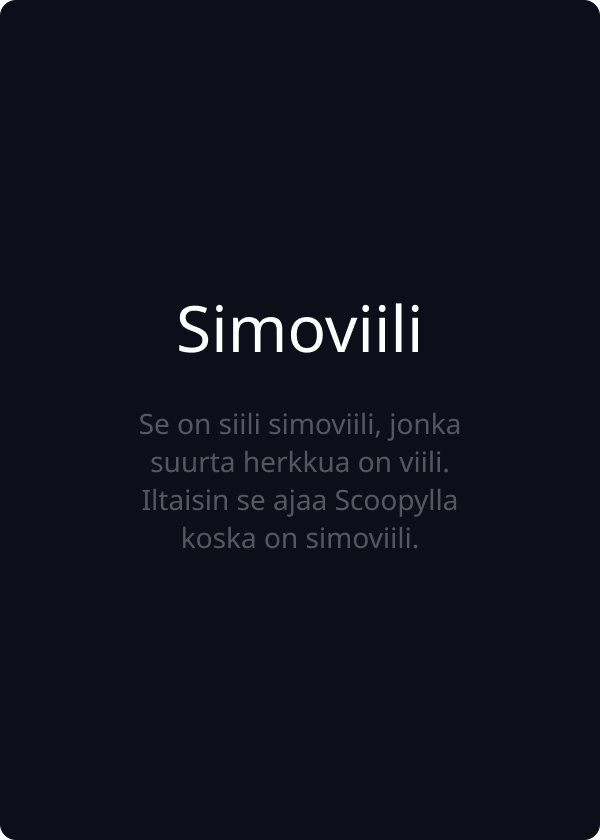 Simoviili
Se on siili simoviili, jonka
suurta herkkua on viili.
Iltaisin se ajaa Scoopylla
koska on simoviili.